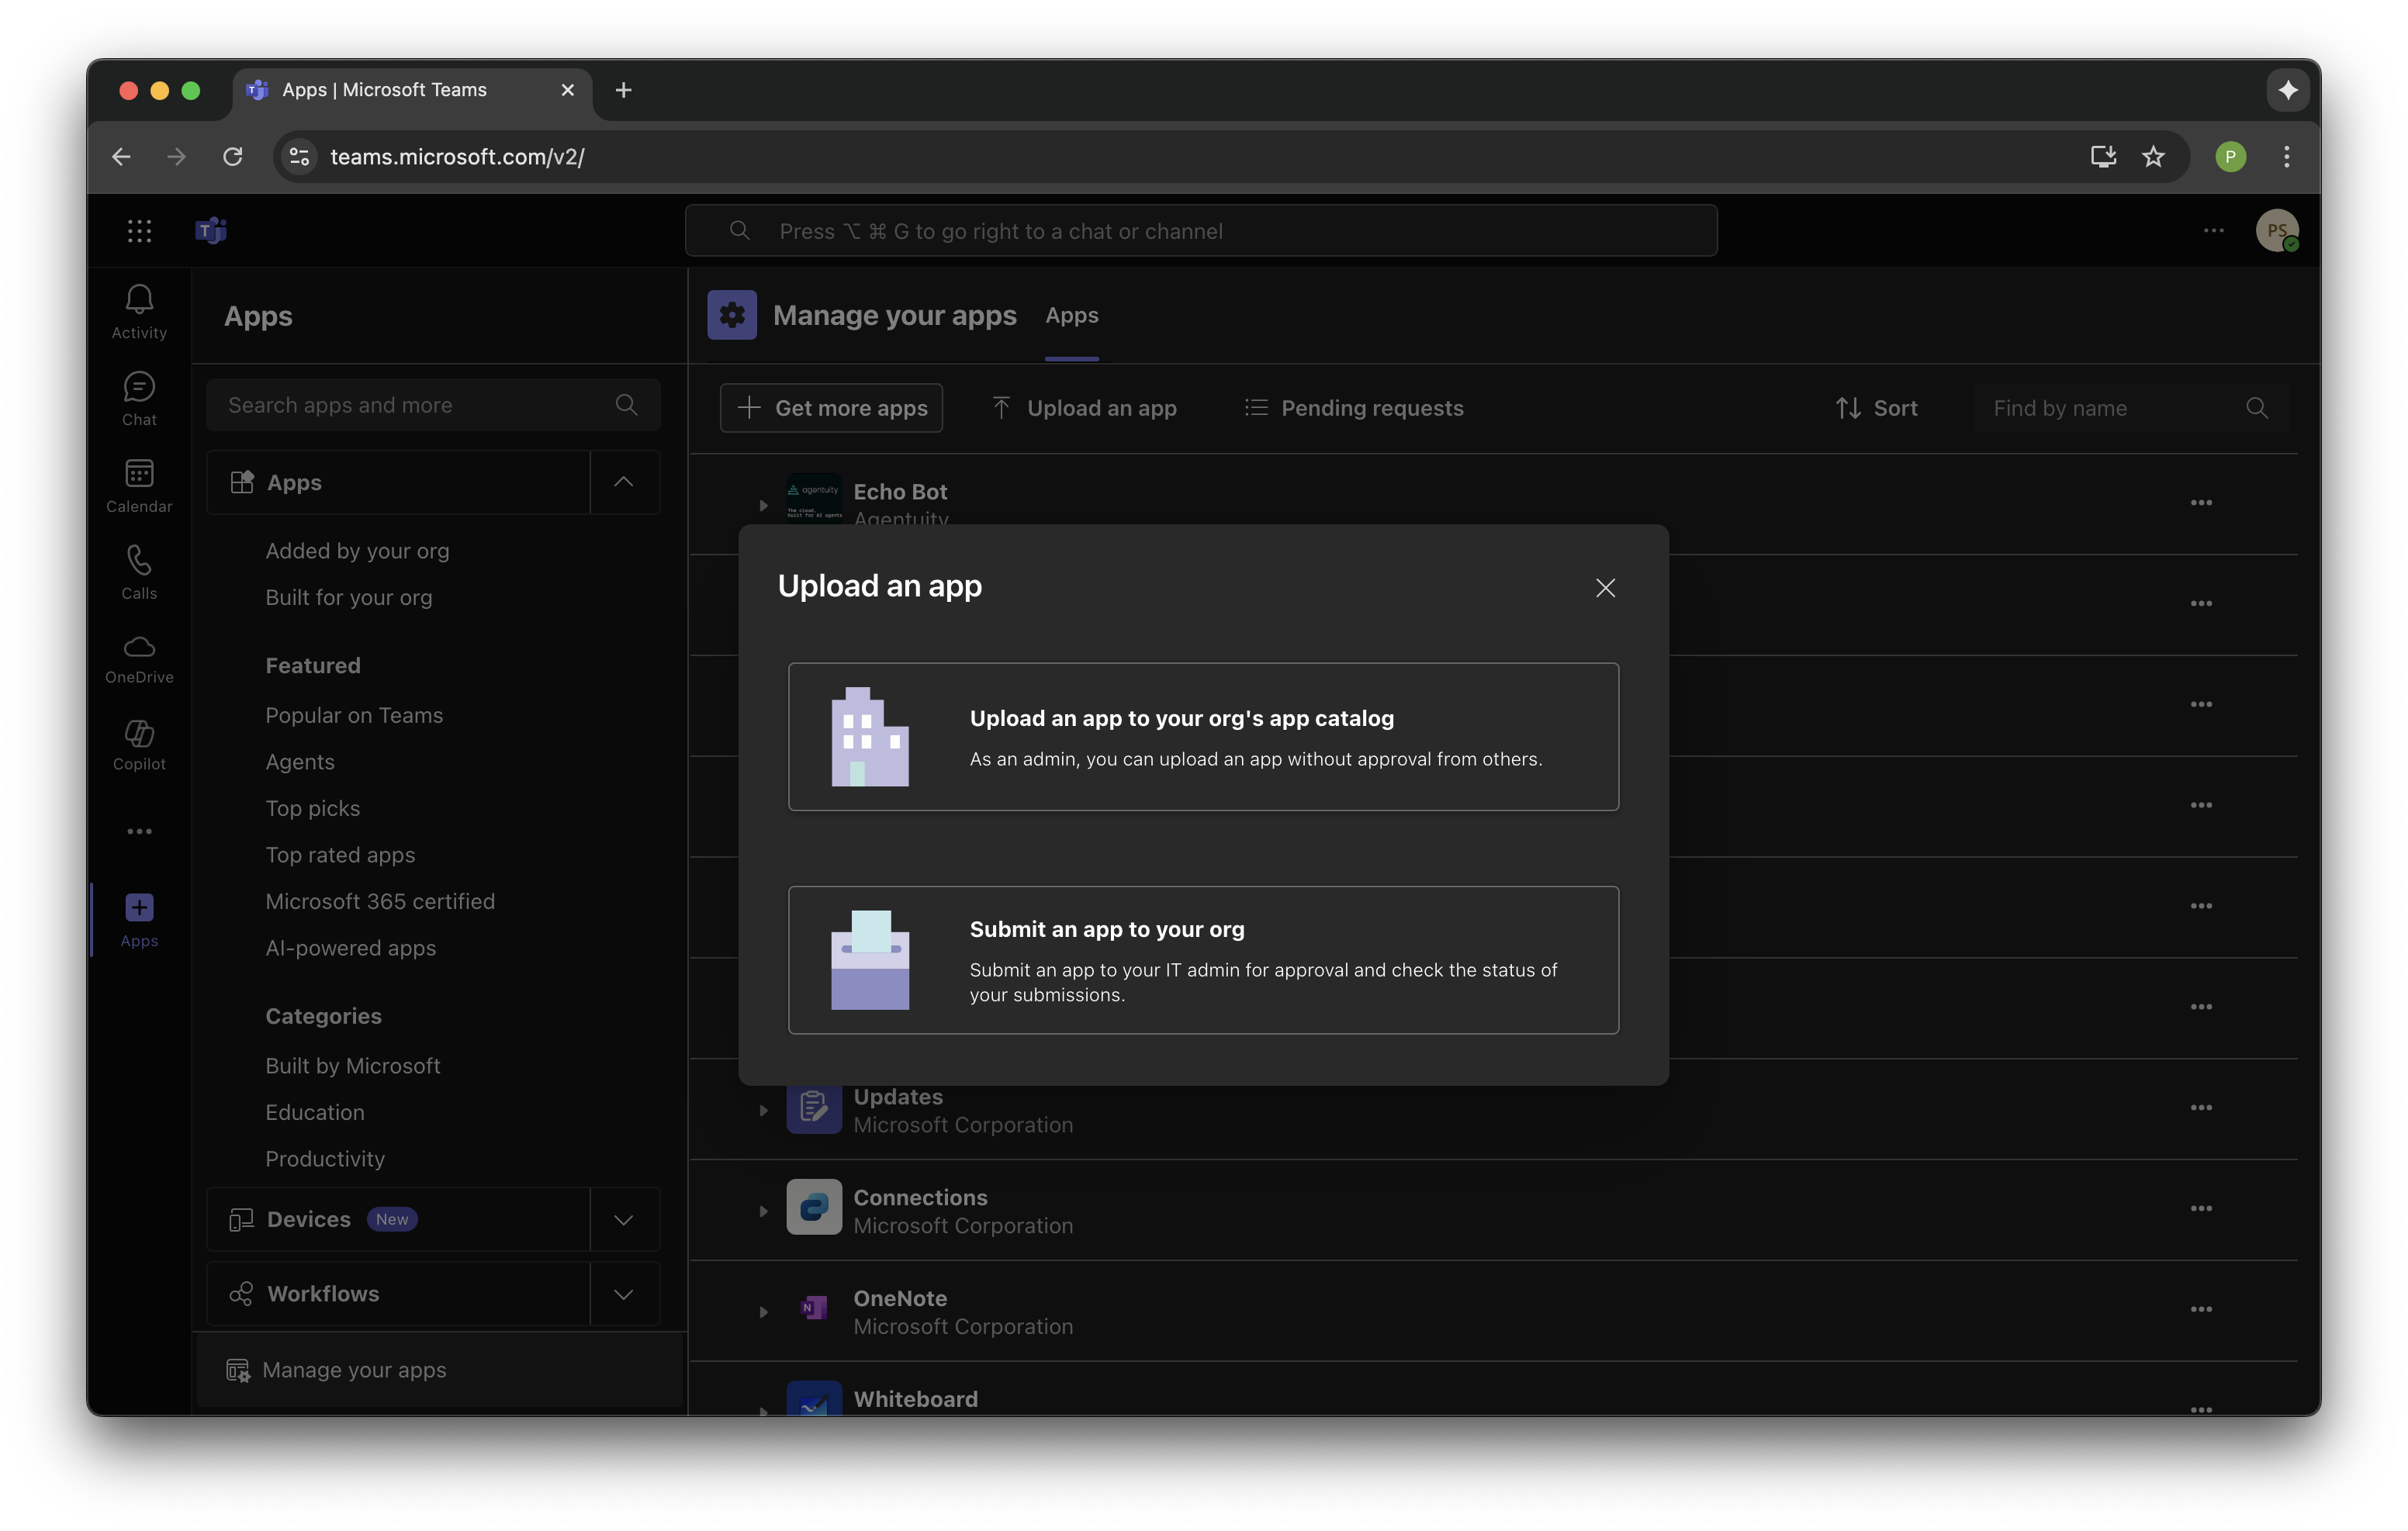 Apps | Microsoft Teams
teams.microsoft.com/v2/
P
Press ⌥ ⌘ G to go right to a chat or channel
PS
Activity
Chat
Calendar
Calls
OneDrive
Copilot
Apps
Apps
Search apps and more
Apps
Added by your org
Built for your org
Featured
Popular on Teams
Agents
Top picks
Top rated apps
Microsoft 365 certified
AI-powered apps
Categories
Built by Microsoft
Education
Productivity
Devices New
Workflows
Manage your apps
Manage your apps Apps
Get more apps Upload an app Pending requests Sort Find by name
agentuity
The cloud,
built for AI agents
Echo Bot
Agentuity
Upload an app
Upload an app to your org's app catalog
As an admin, you can upload an app without approval from others.
Submit an app to your org
Submit an app to your IT admin for approval and check the status of
your submissions.
Updates
Microsoft Corporation
Connections
Microsoft Corporation
N
OneNote
Microsoft Corporation
Whiteboard